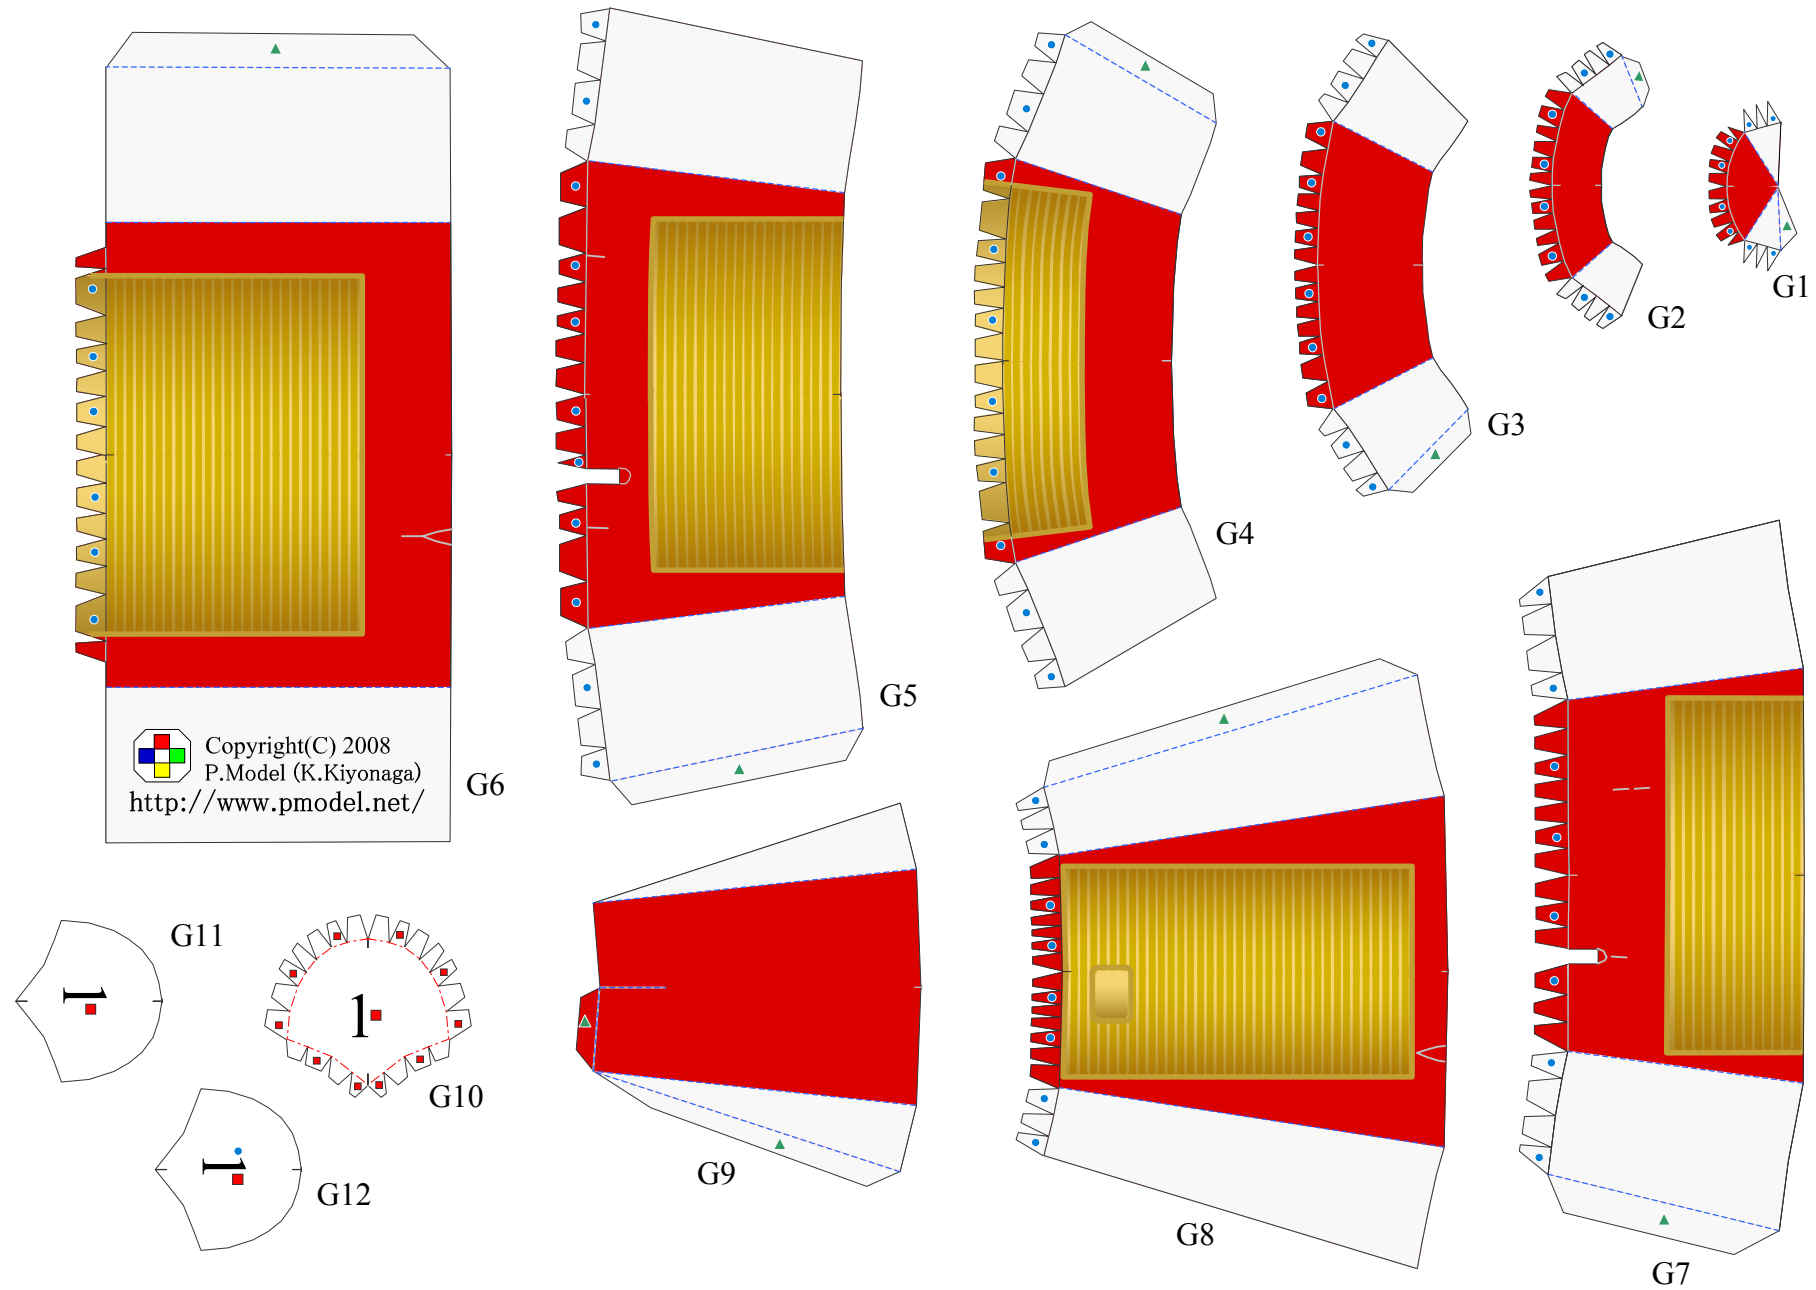 G1
G2
G3
G4
G5
Copyright(C) 2008
P.Model (K.Kiyonaga)
http://www.pmodel.net/
G6
G11
1
1
G10
1
G12
G9
G8
G7